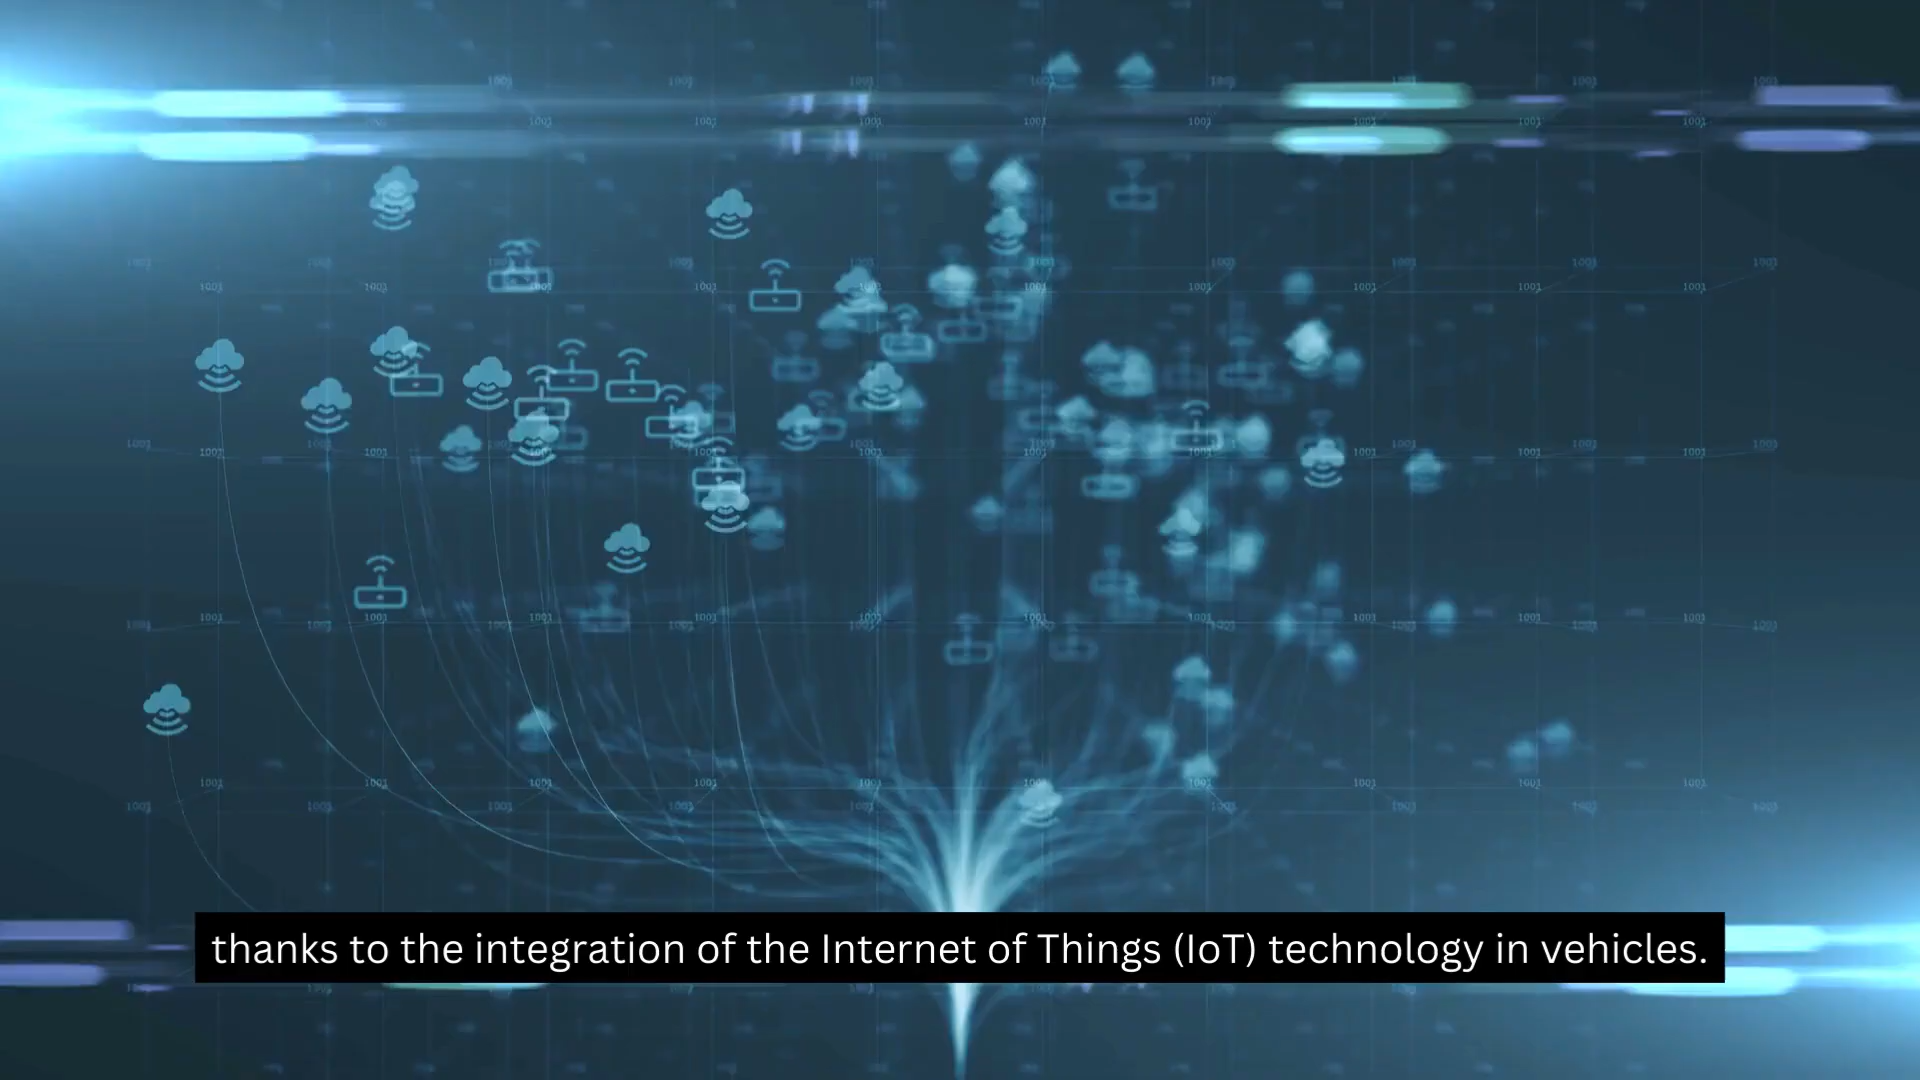 thanks to the integration of the Internet of Things (IoT) technology in vehicles.